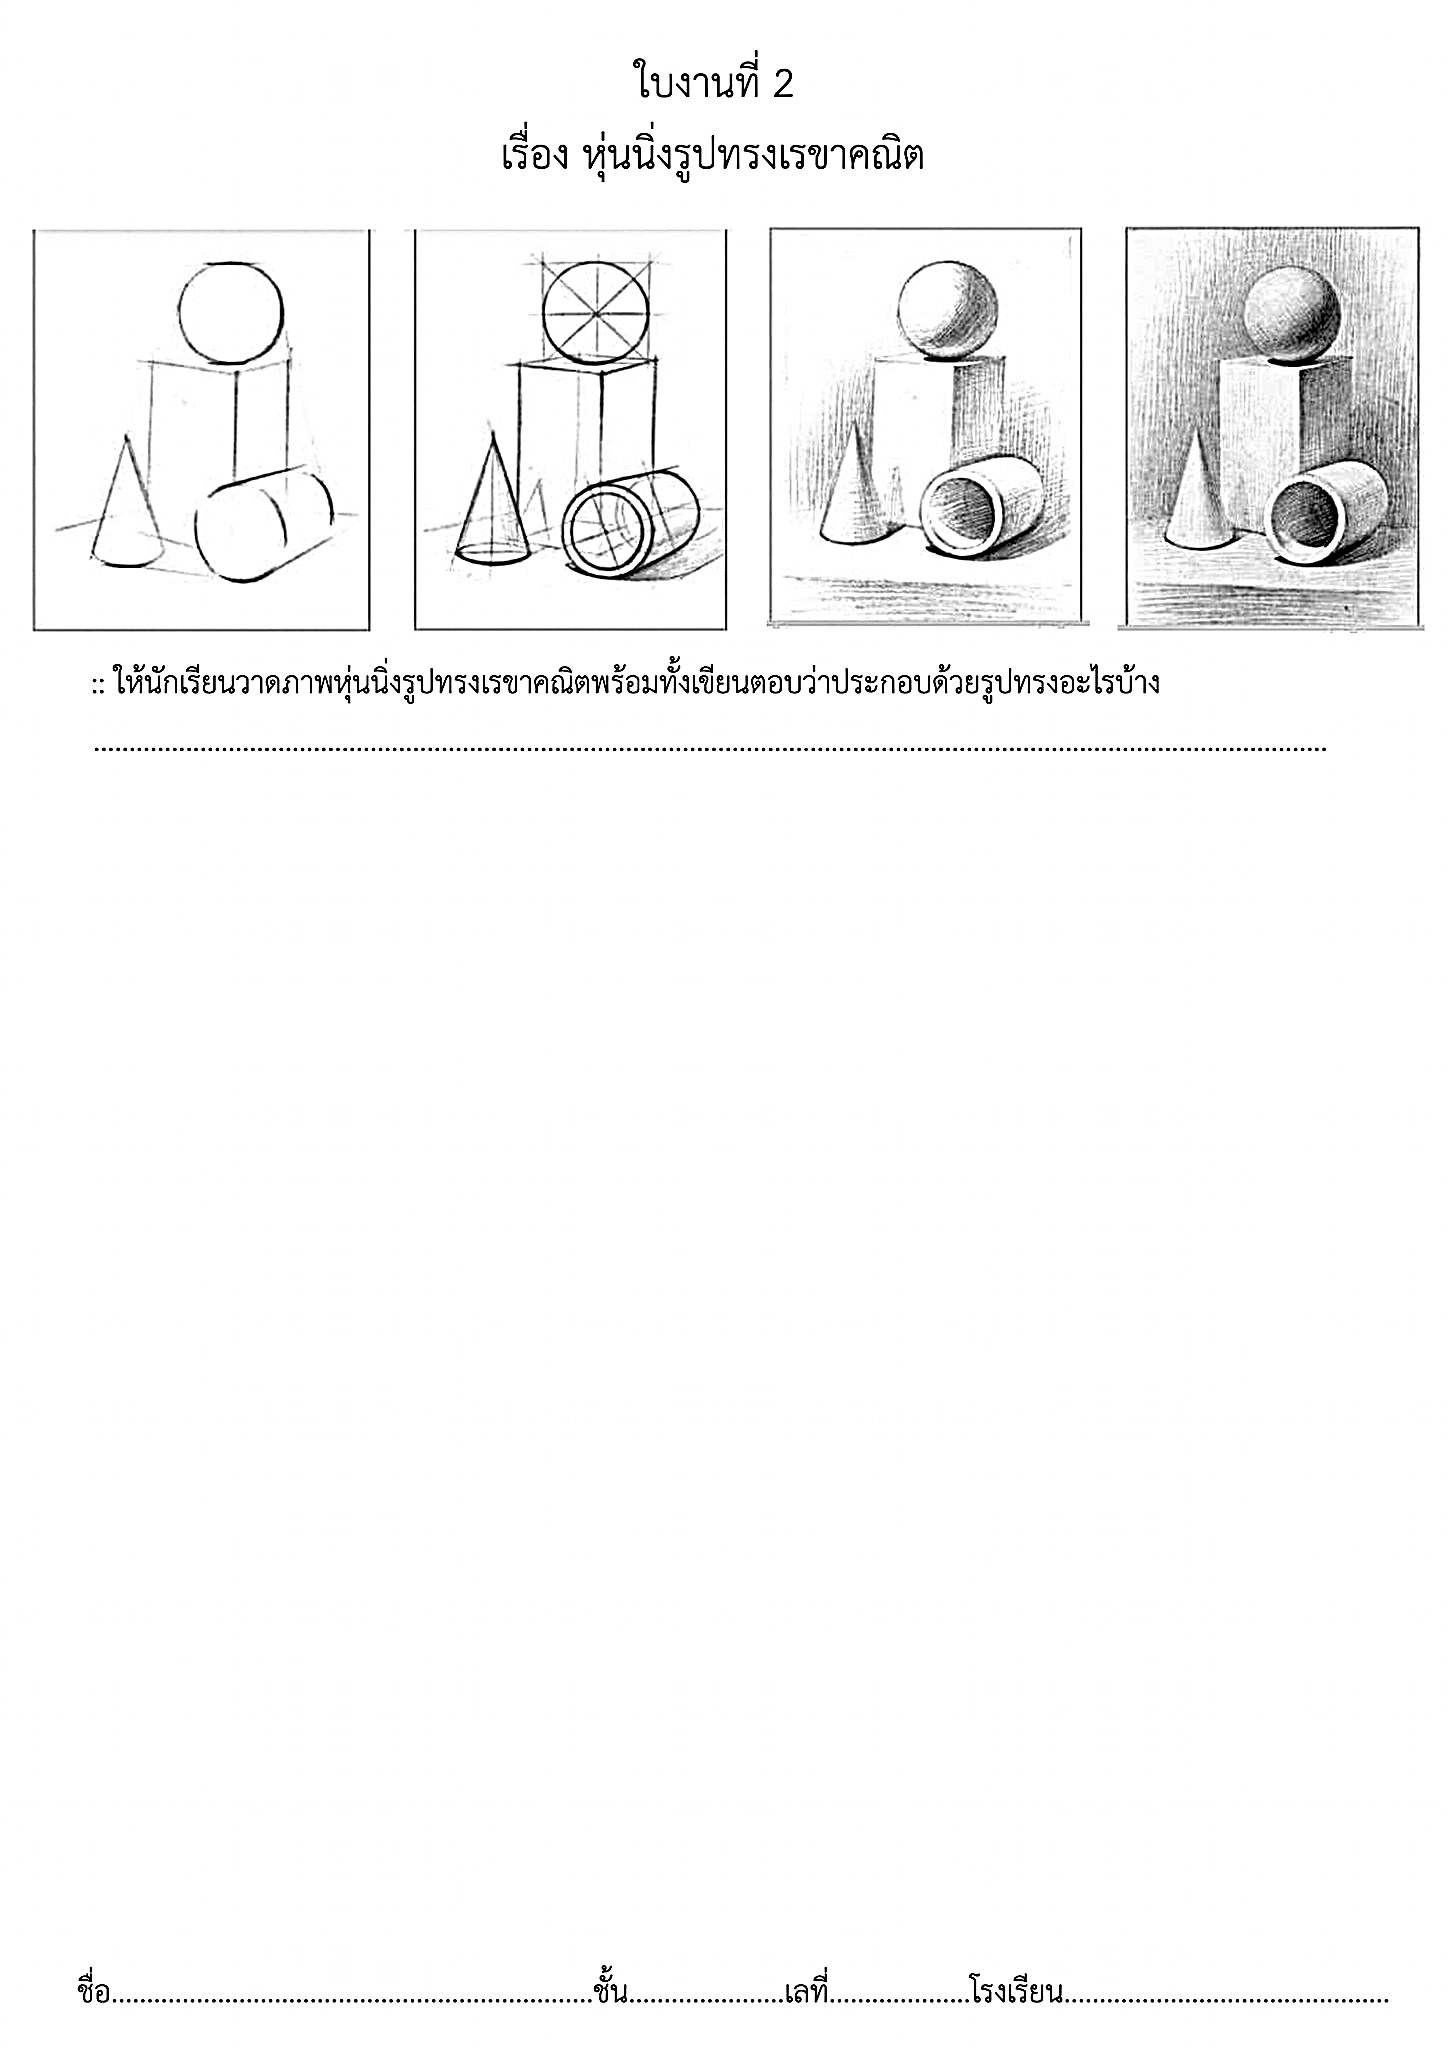 ใบงานที่ 2
เรื่อง หุ่นนิ่งรูปทรงเรขาคณิต
:: ให้นักเรียนวาดภาพหุ่นนิ่งรูปทรงเรขาคณิตพร้อมทั้งเขียนตอบว่าประกอบด้วยรูปทรงอะไรบ้าง
................................................................................................................................................................................
ชื่อ....................................................................ชั้น......................เลขที่....................โรงเรียน..............................................